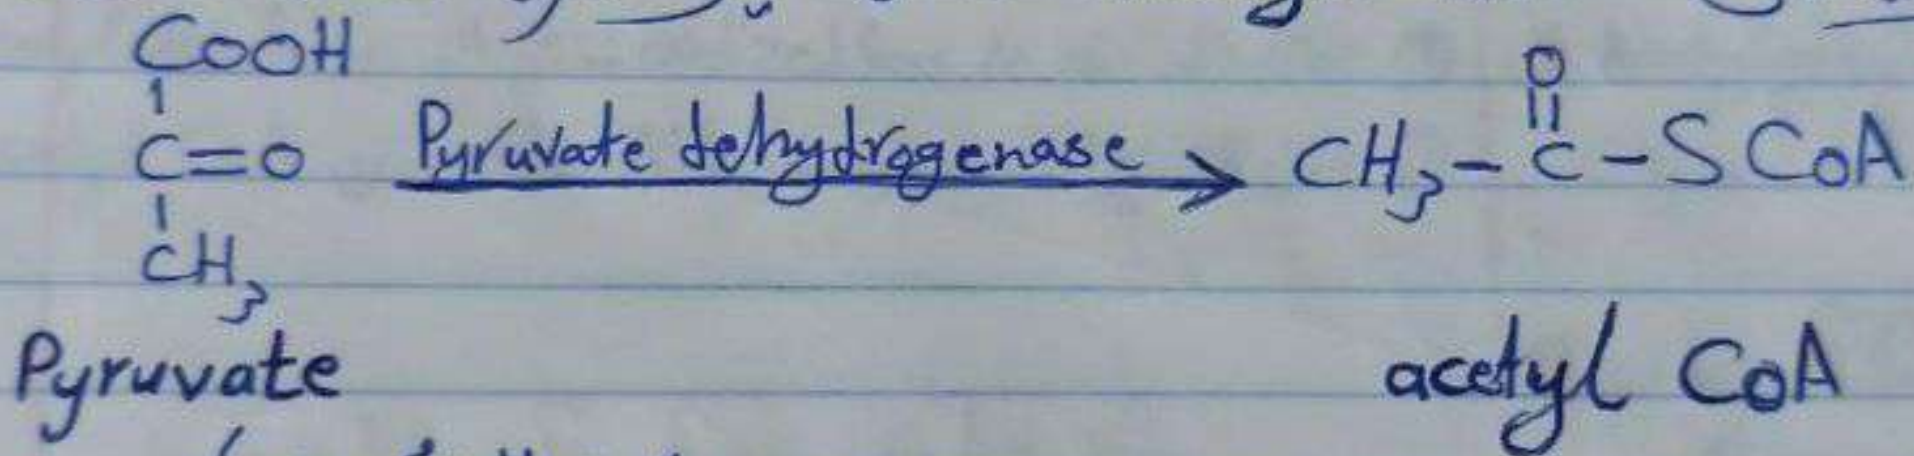 COOH
C=O
CH3
Pyruvate dehydrogenase
O
CH3-C-SCOA
Pyruvate
acetyl COA